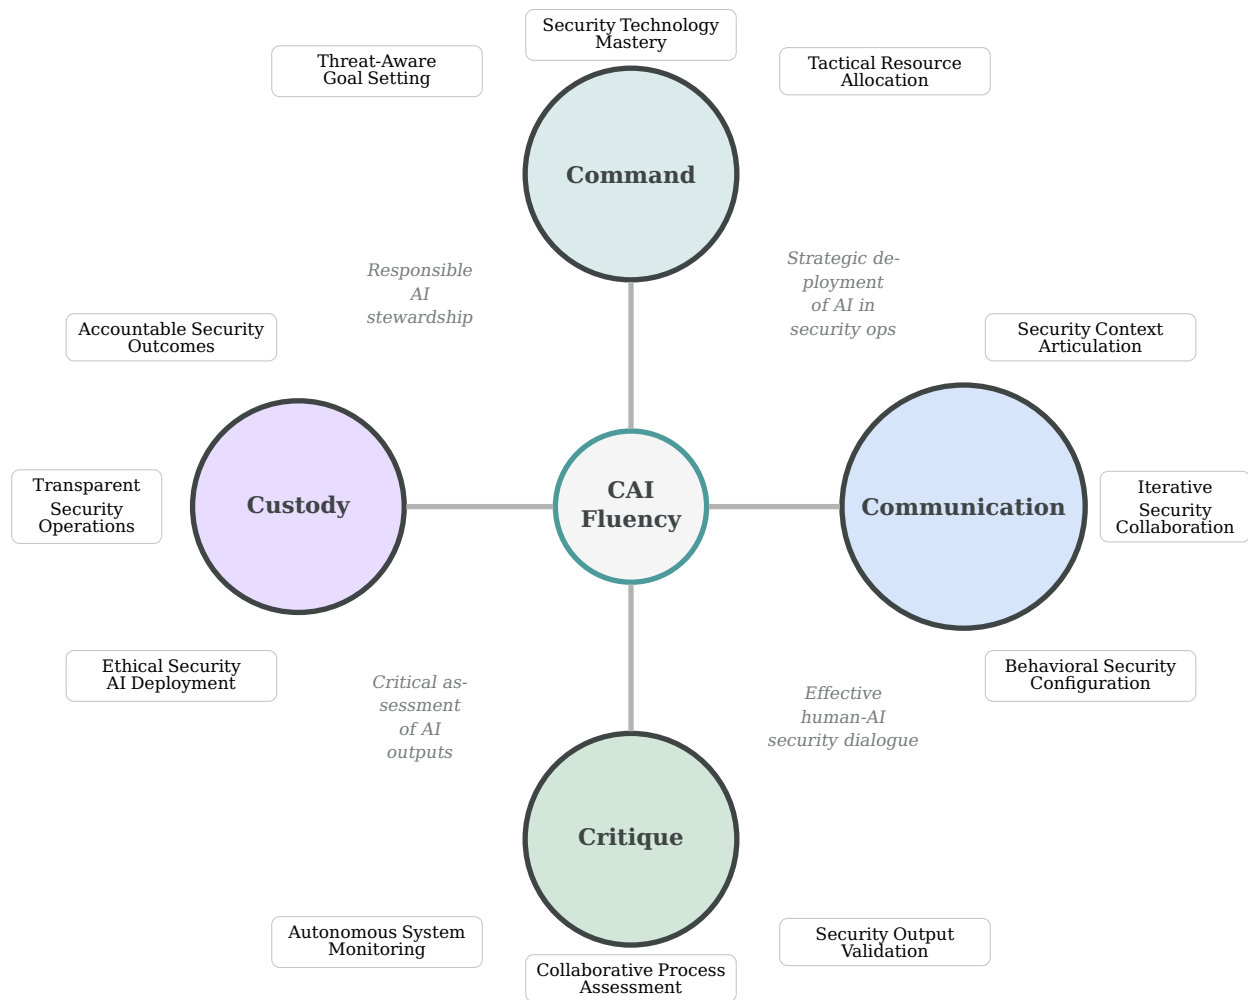 Security Technology
Mastery
Threat-Aware
Goal Setting
Tactical Resource
Allocation
Command
Responsible
AI
stewardship
Strategic de-
ployment
of AI in
security ops
Accountable Security
Outcomes
Security Context
Articulation
Transparent
Security
Operations
Custody
CAI
Fluency
Communication
Iterative
Security
Collaboration
Ethical Security
AI Deployment
Behavioral Security
Configuration
Critical as-
sessment
of AI
outputs
Effective
human-AI
security dialogue
Critique
Autonomous System
Monitoring
Security Output
Validation
Collaborative Process
Assessment